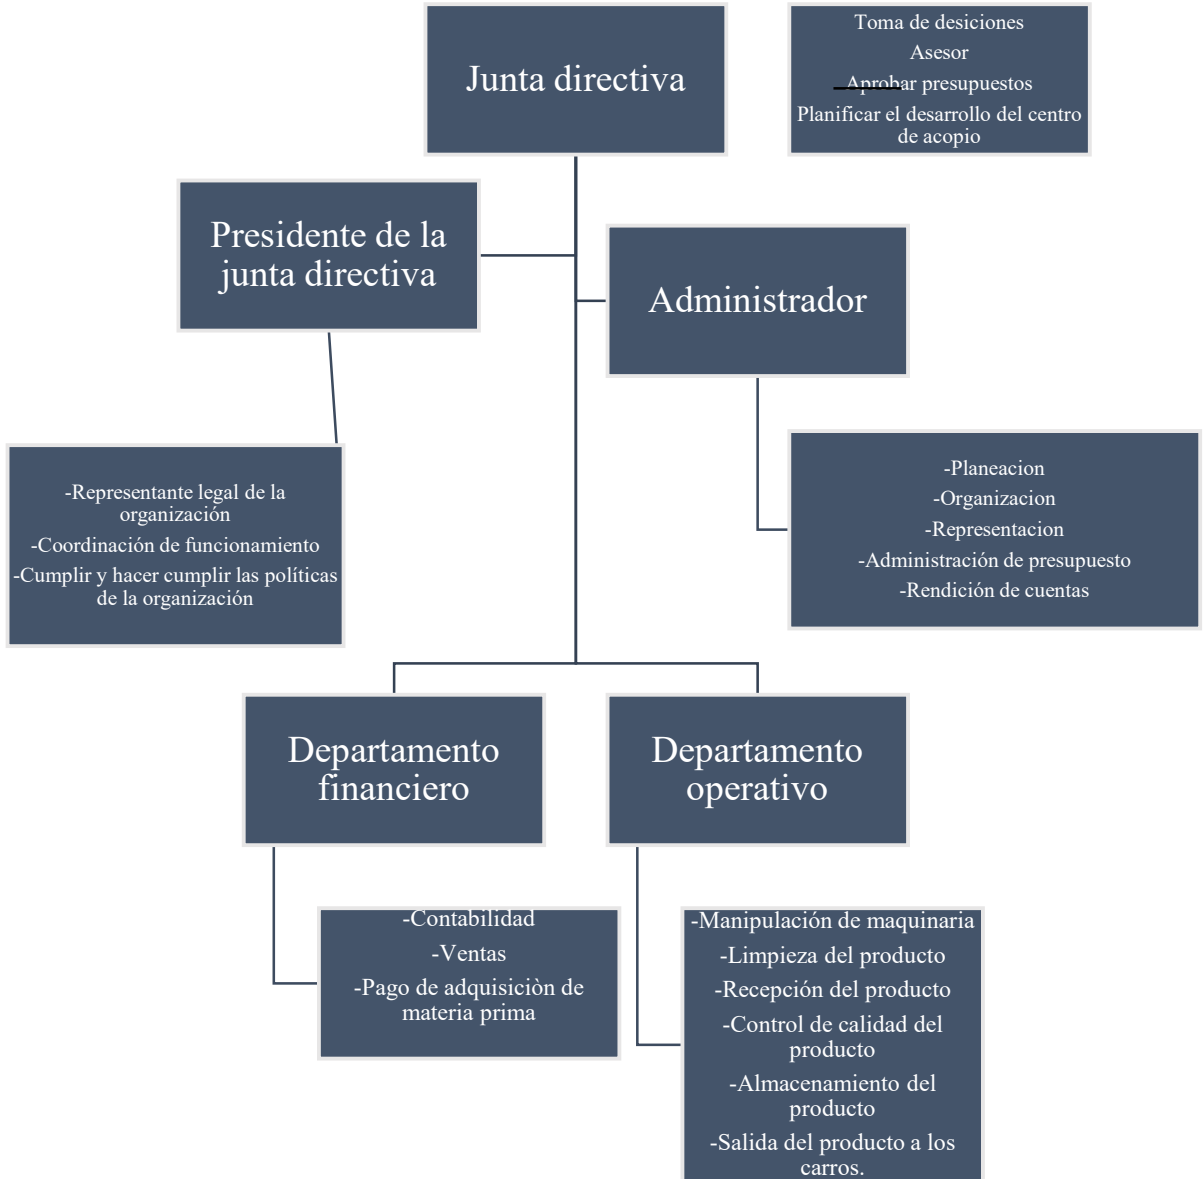 Junta directiva
Toma de desiciones
Asesor
Aprobar presupuestos
Planificar el desarrollo del centro
de acopio
Presidente de la
junta directiva
Administrador
-Representante legal de la
organización
-Coordinación de funcionamiento
-Cumplir y hacer cumplir las políticas
de la organización
-Planeacion
-Organizacion
-Representacion
-Administración de presupuesto
-Rendición de cuentas
Departamento
financiero
Departamento
operativo
-Contabilidad
-Ventas
-Pago de adquisiciòn de
materia prima
-Manipulación de maquinaria
-Limpieza del producto
-Recepción del producto
-Control de calidad del
producto
-Almacenamiento del
producto
-Salida del producto a los
carros.